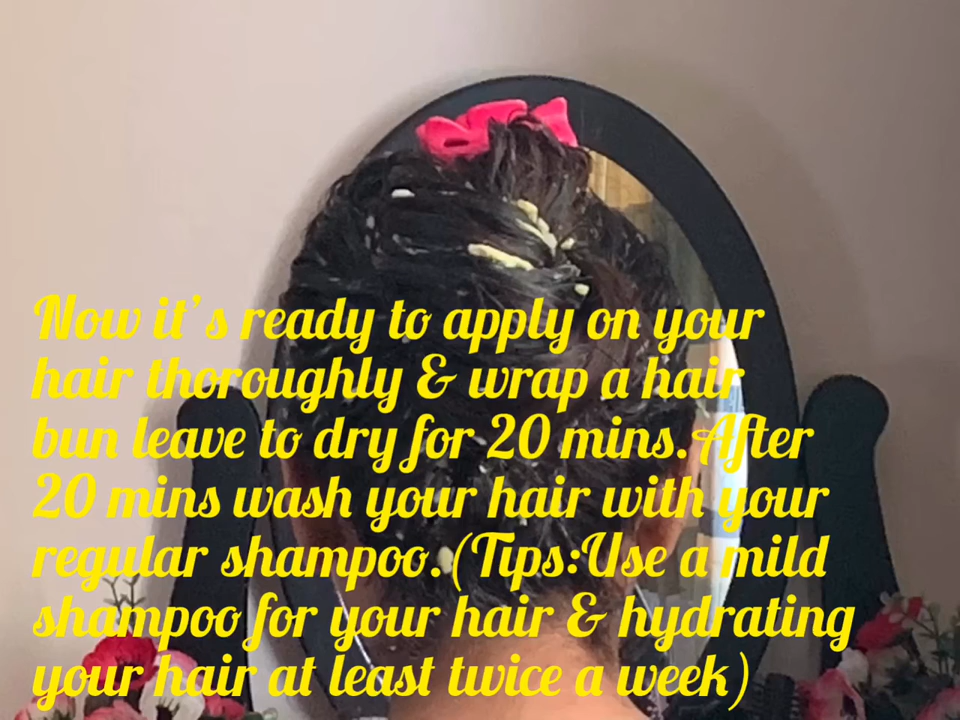 Now it's ready to apply on your
hair thoroughly & wrap a hair
bun leave to dry for 20 mins.After
20 mins wash your hair with your
regular shampoo.(Tips:Use a mild
shampoo for your hair & hydrating
your hair at least twice a week)